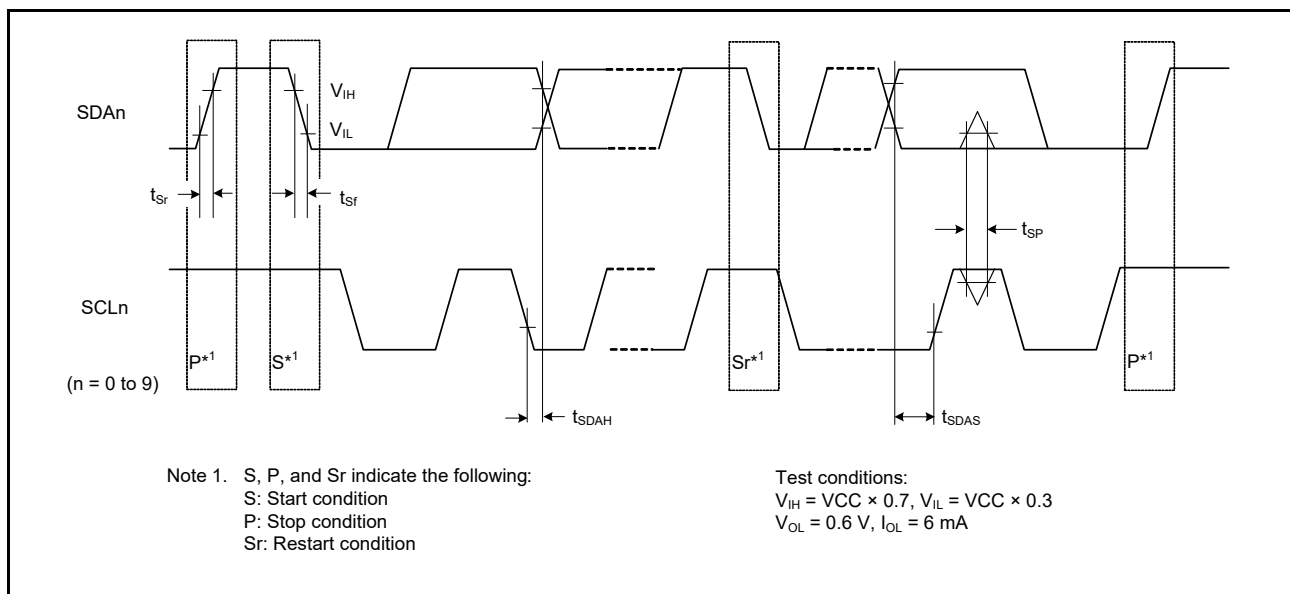 SDAn
V_IH
V_IL
t_Sr
t_Sf
t_SP
SCLn
P*1
S*1
Sr*1
P*1
(n = 0 to 9)
t_SDAH
t_SDAS
Note 1. S, P, and Sr indicate the following:
S: Start condition
P: Stop condition
Sr: Restart condition
Test conditions:
V_IH = VCC × 0.7, V_IL = VCC × 0.3
V_OL = 0.6 V, I_OL = 6 mA